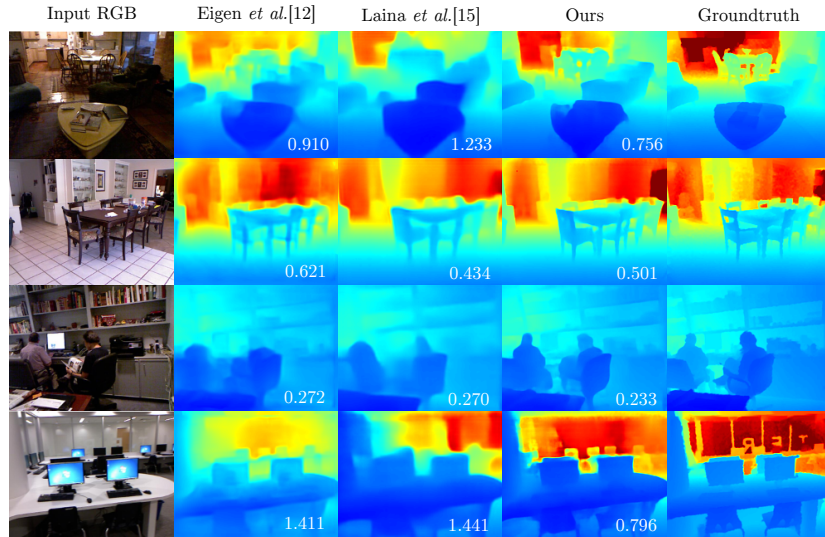 Input RGB Eigen et al.[12] Laina et al.[15] Ours Groundtruth
0.910 1.233 0.756
0.621 0.434 0.501
0.272 0.270 0.233
1.411 1.441 0.796